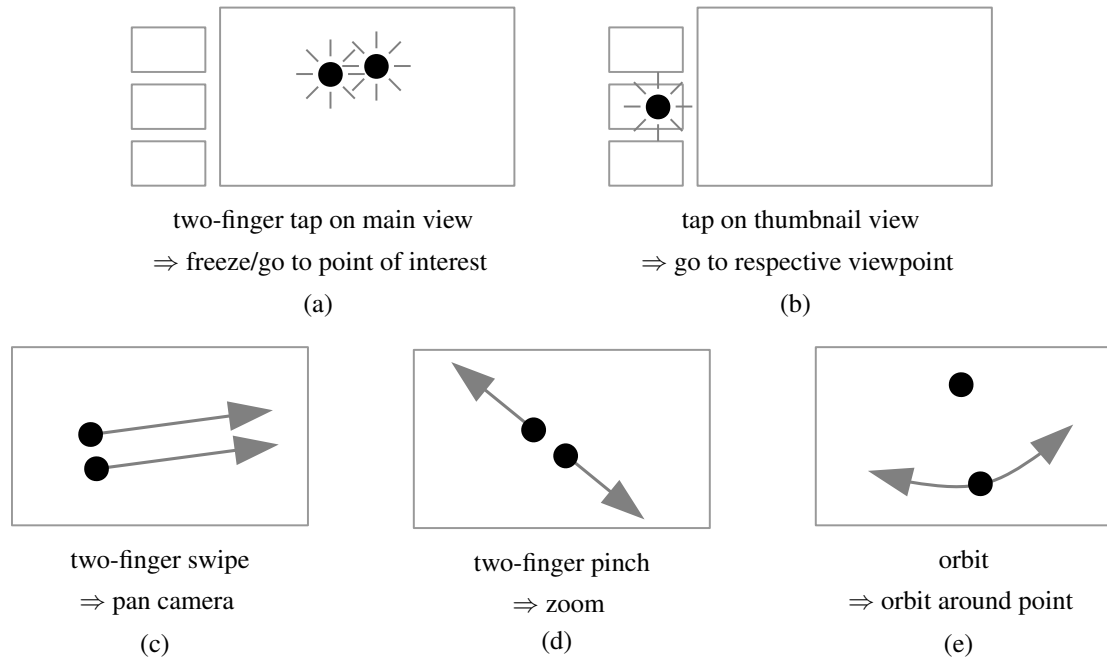 two-finger tap on main view
⇒ freeze/go to point of interest
(a)
tap on thumbnail view
⇒ go to respective viewpoint
(b)
two-finger swipe
⇒ pan camera
(c)
two-finger pinch
⇒ zoom
(d)
orbit
⇒ orbit around point
(e)